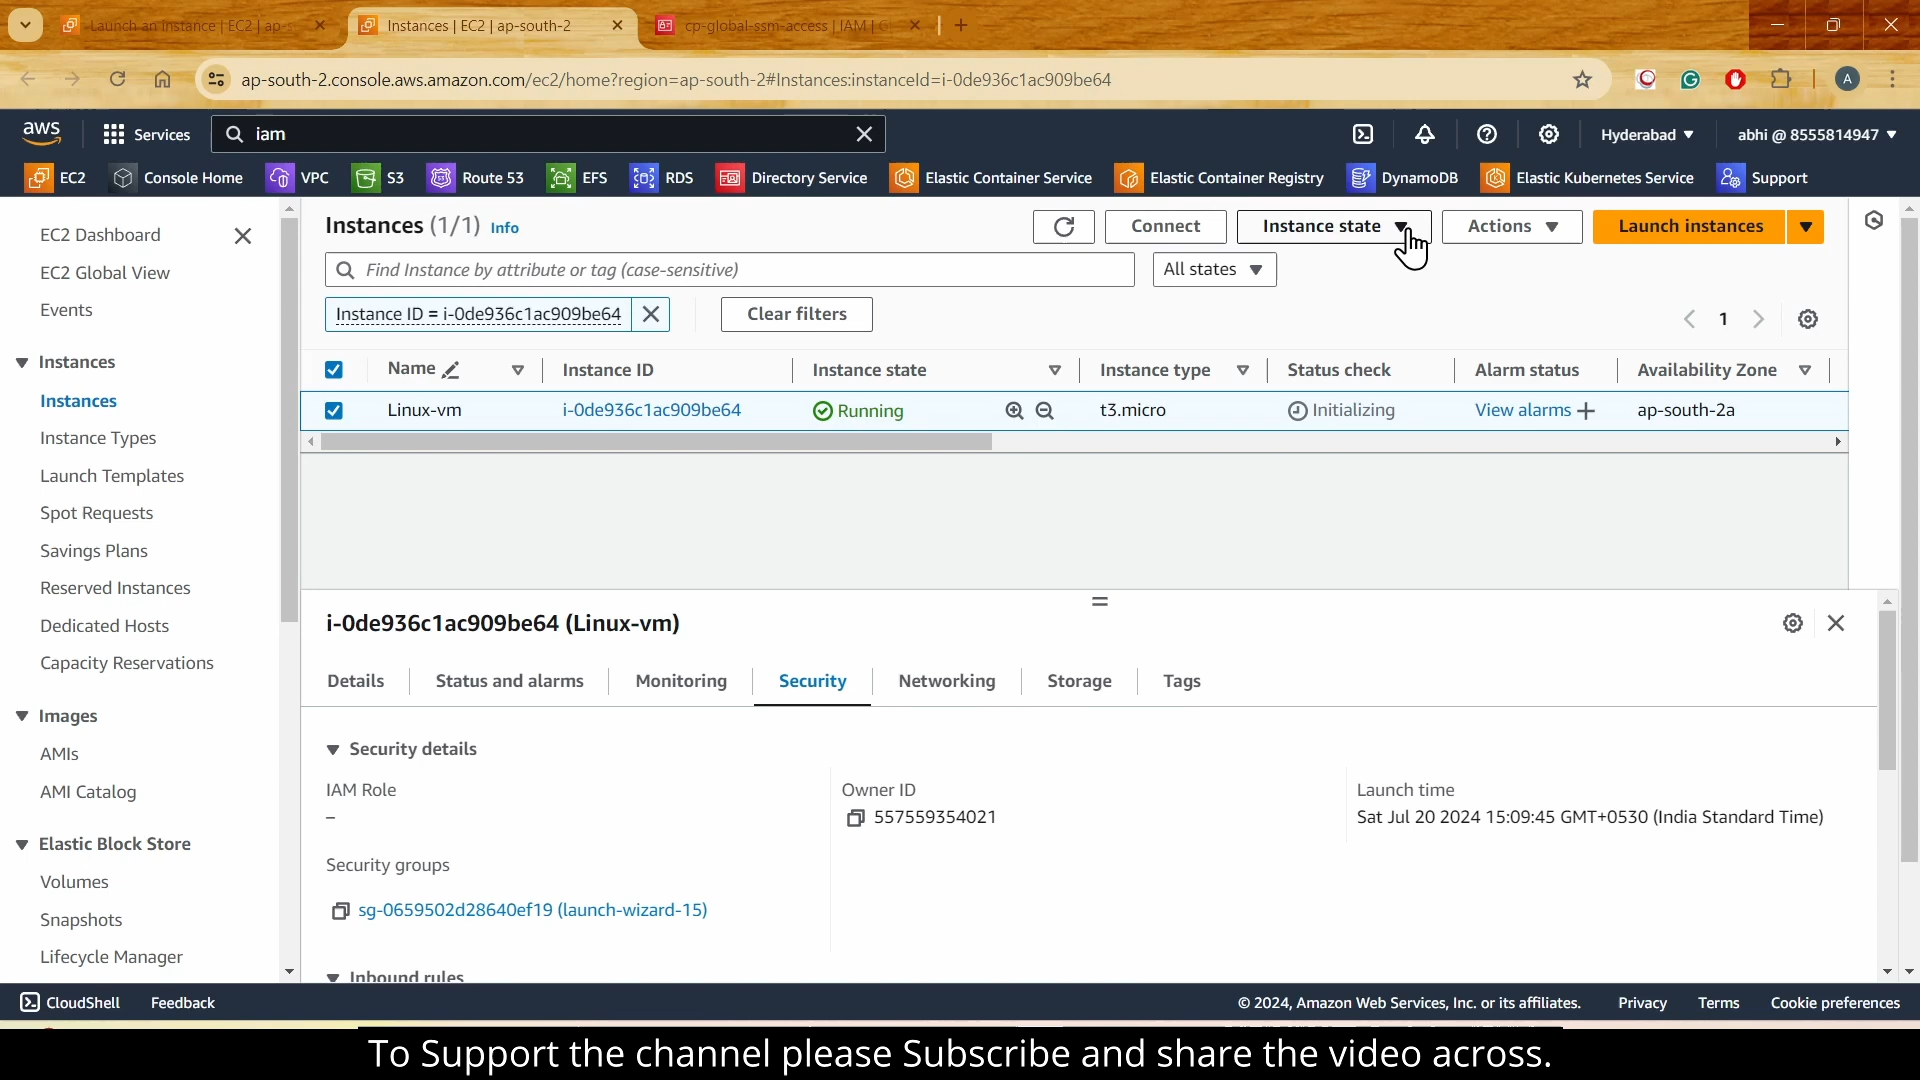 Launch an instance | EC2 | ap-s
Instances | EC2 | ap-south-2
cp-global-ssm-access | IAM | G
ap-south-2.console.aws.amazon.com/ec2/home?region=ap-south-2#Instances:instanceId=i-0de936c1ac909be64
A
aws
Services
iam
Hyderabad
abhi @ 8555814947
EC2
Console Home
VPC
S3
Route 53
EFS
RDS
Directory Service
Elastic Container Service
Elastic Container Registry
DynamoDB
Elastic Kubernetes Service
Support
EC2 Dashboard
EC2 Global View
Events
Instances
Instances
Instance Types
Launch Templates
Spot Requests
Savings Plans
Reserved Instances
Dedicated Hosts
Capacity Reservations
Images
AMIs
AMI Catalog
Elastic Block Store
Volumes
Snapshots
Lifecycle Manager
Instances (1/1) Info
Connect
Instance state
Actions
Launch instances
Find Instance by attribute or tag (case-sensitive)
All states
Instance ID = i-0de936c1ac909be64
Clear filters
1
Name
Instance ID
Instance state
Instance type
Status check
Alarm status
Availability Zone
Linux-vm
i-0de936c1ac909be64
Running
t3.micro
Initializing
View alarms +
ap-south-2a
i-0de936c1ac909be64 (Linux-vm)
Details
Status and alarms
Monitoring
Security
Networking
Storage
Tags
Security details
IAM Role
–
Owner ID
557559354021
Launch time
Sat Jul 20 2024 15:09:45 GMT+0530 (India Standard Time)
Security groups
sg-0659502d28640ef19 (launch-wizard-15)
Inbound rules
CloudShell
Feedback
© 2024, Amazon Web Services, Inc. or its affiliates.
Privacy
Terms
Cookie preferences
To Support the channel please Subscribe and share the video across.